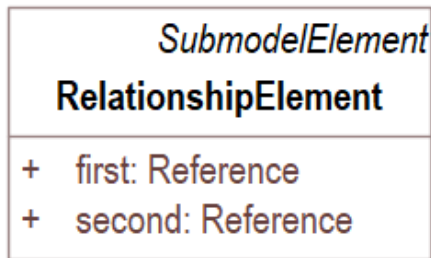 SubmodelElement
RelationshipElement
+ first: Reference
+ second: Reference